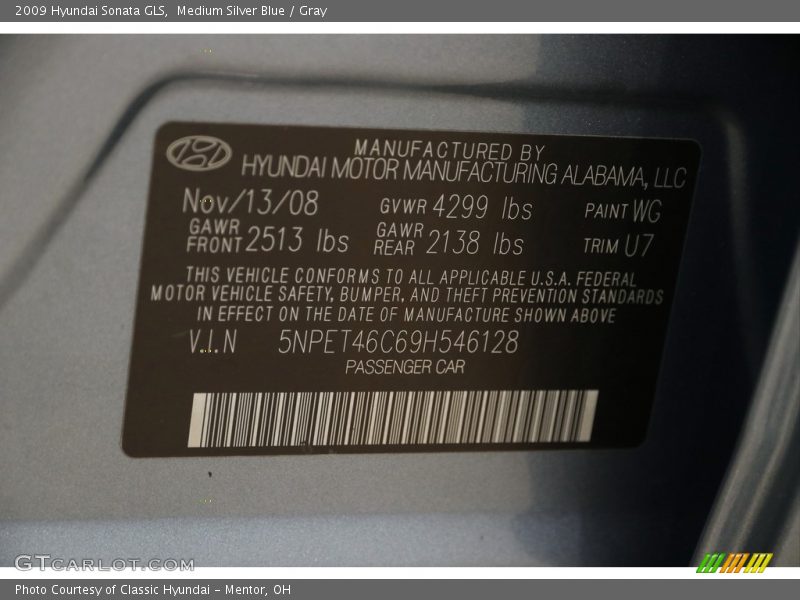 2009 Hyundai Sonata GLS,  Medium Silver Blue / Gray
MANUFACTURED BY
HYUNDAI MOTOR MANUFACTURING ALABAMA, LLC
Nov/13/08 GVWR 4299 lbs PAINT WG
GAWR FRONT 2513 lbs GAWR REAR 2138 lbs TRIM U7
THIS VEHICLE CONFORMS TO ALL APPLICABLE U.S.A. FEDERAL
MOTOR VEHICLE SAFETY, BUMPER, AND THEFT PREVENTION STANDARDS
IN EFFECT ON THE DATE OF MANUFACTURE SHOWN ABOVE
V.I.N 5NPET46C69H546128
PASSENGER CAR
GTCARLOT.COM
Photo Courtesy of Classic Hyundai - Mentor, OH